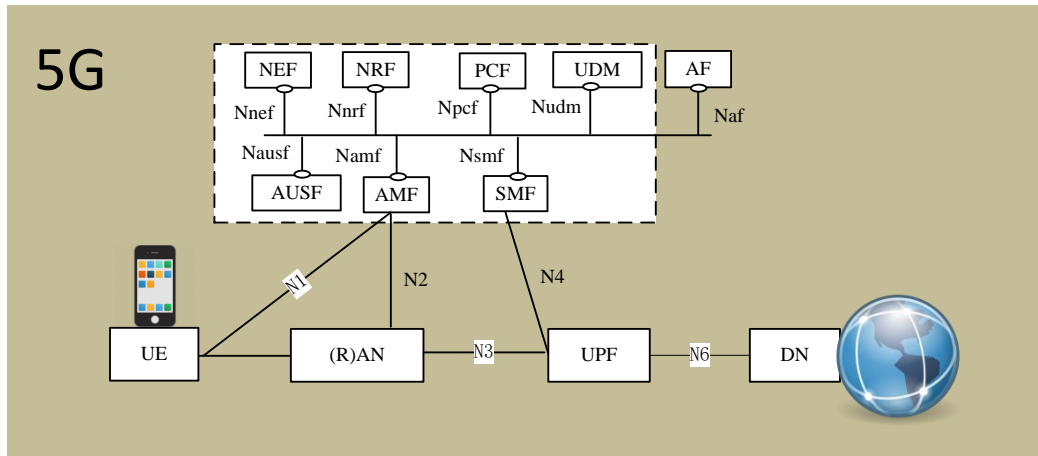 5G
NEF NRF PCF UDM AF
Nnef Nnrf Npcf Nudm Naf
Nausf Namf Nsmf
AUSF AMF SMF
N1 N2 N4
UE (R)AN N3 UPF N6 DN